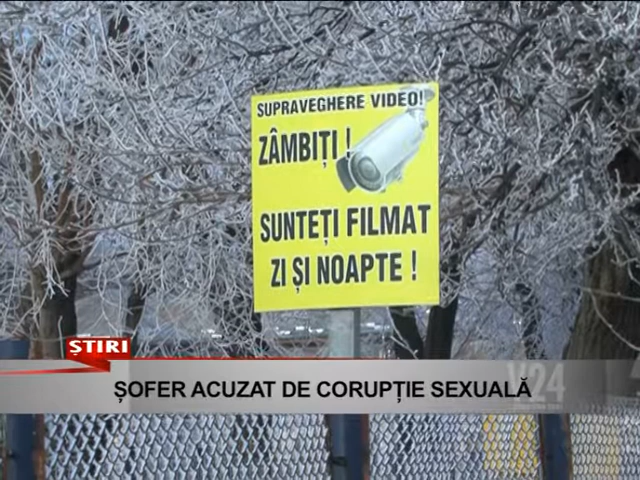 SUPRAVEGHERE VIDEO!
ZÂMBIȚI !
SUNTEȚI FILMAT
ZI ȘI NOAPTE !
ȘTIRI
ȘOFER ACUZAT DE CORUPȚIE SEXUALĂ
V24